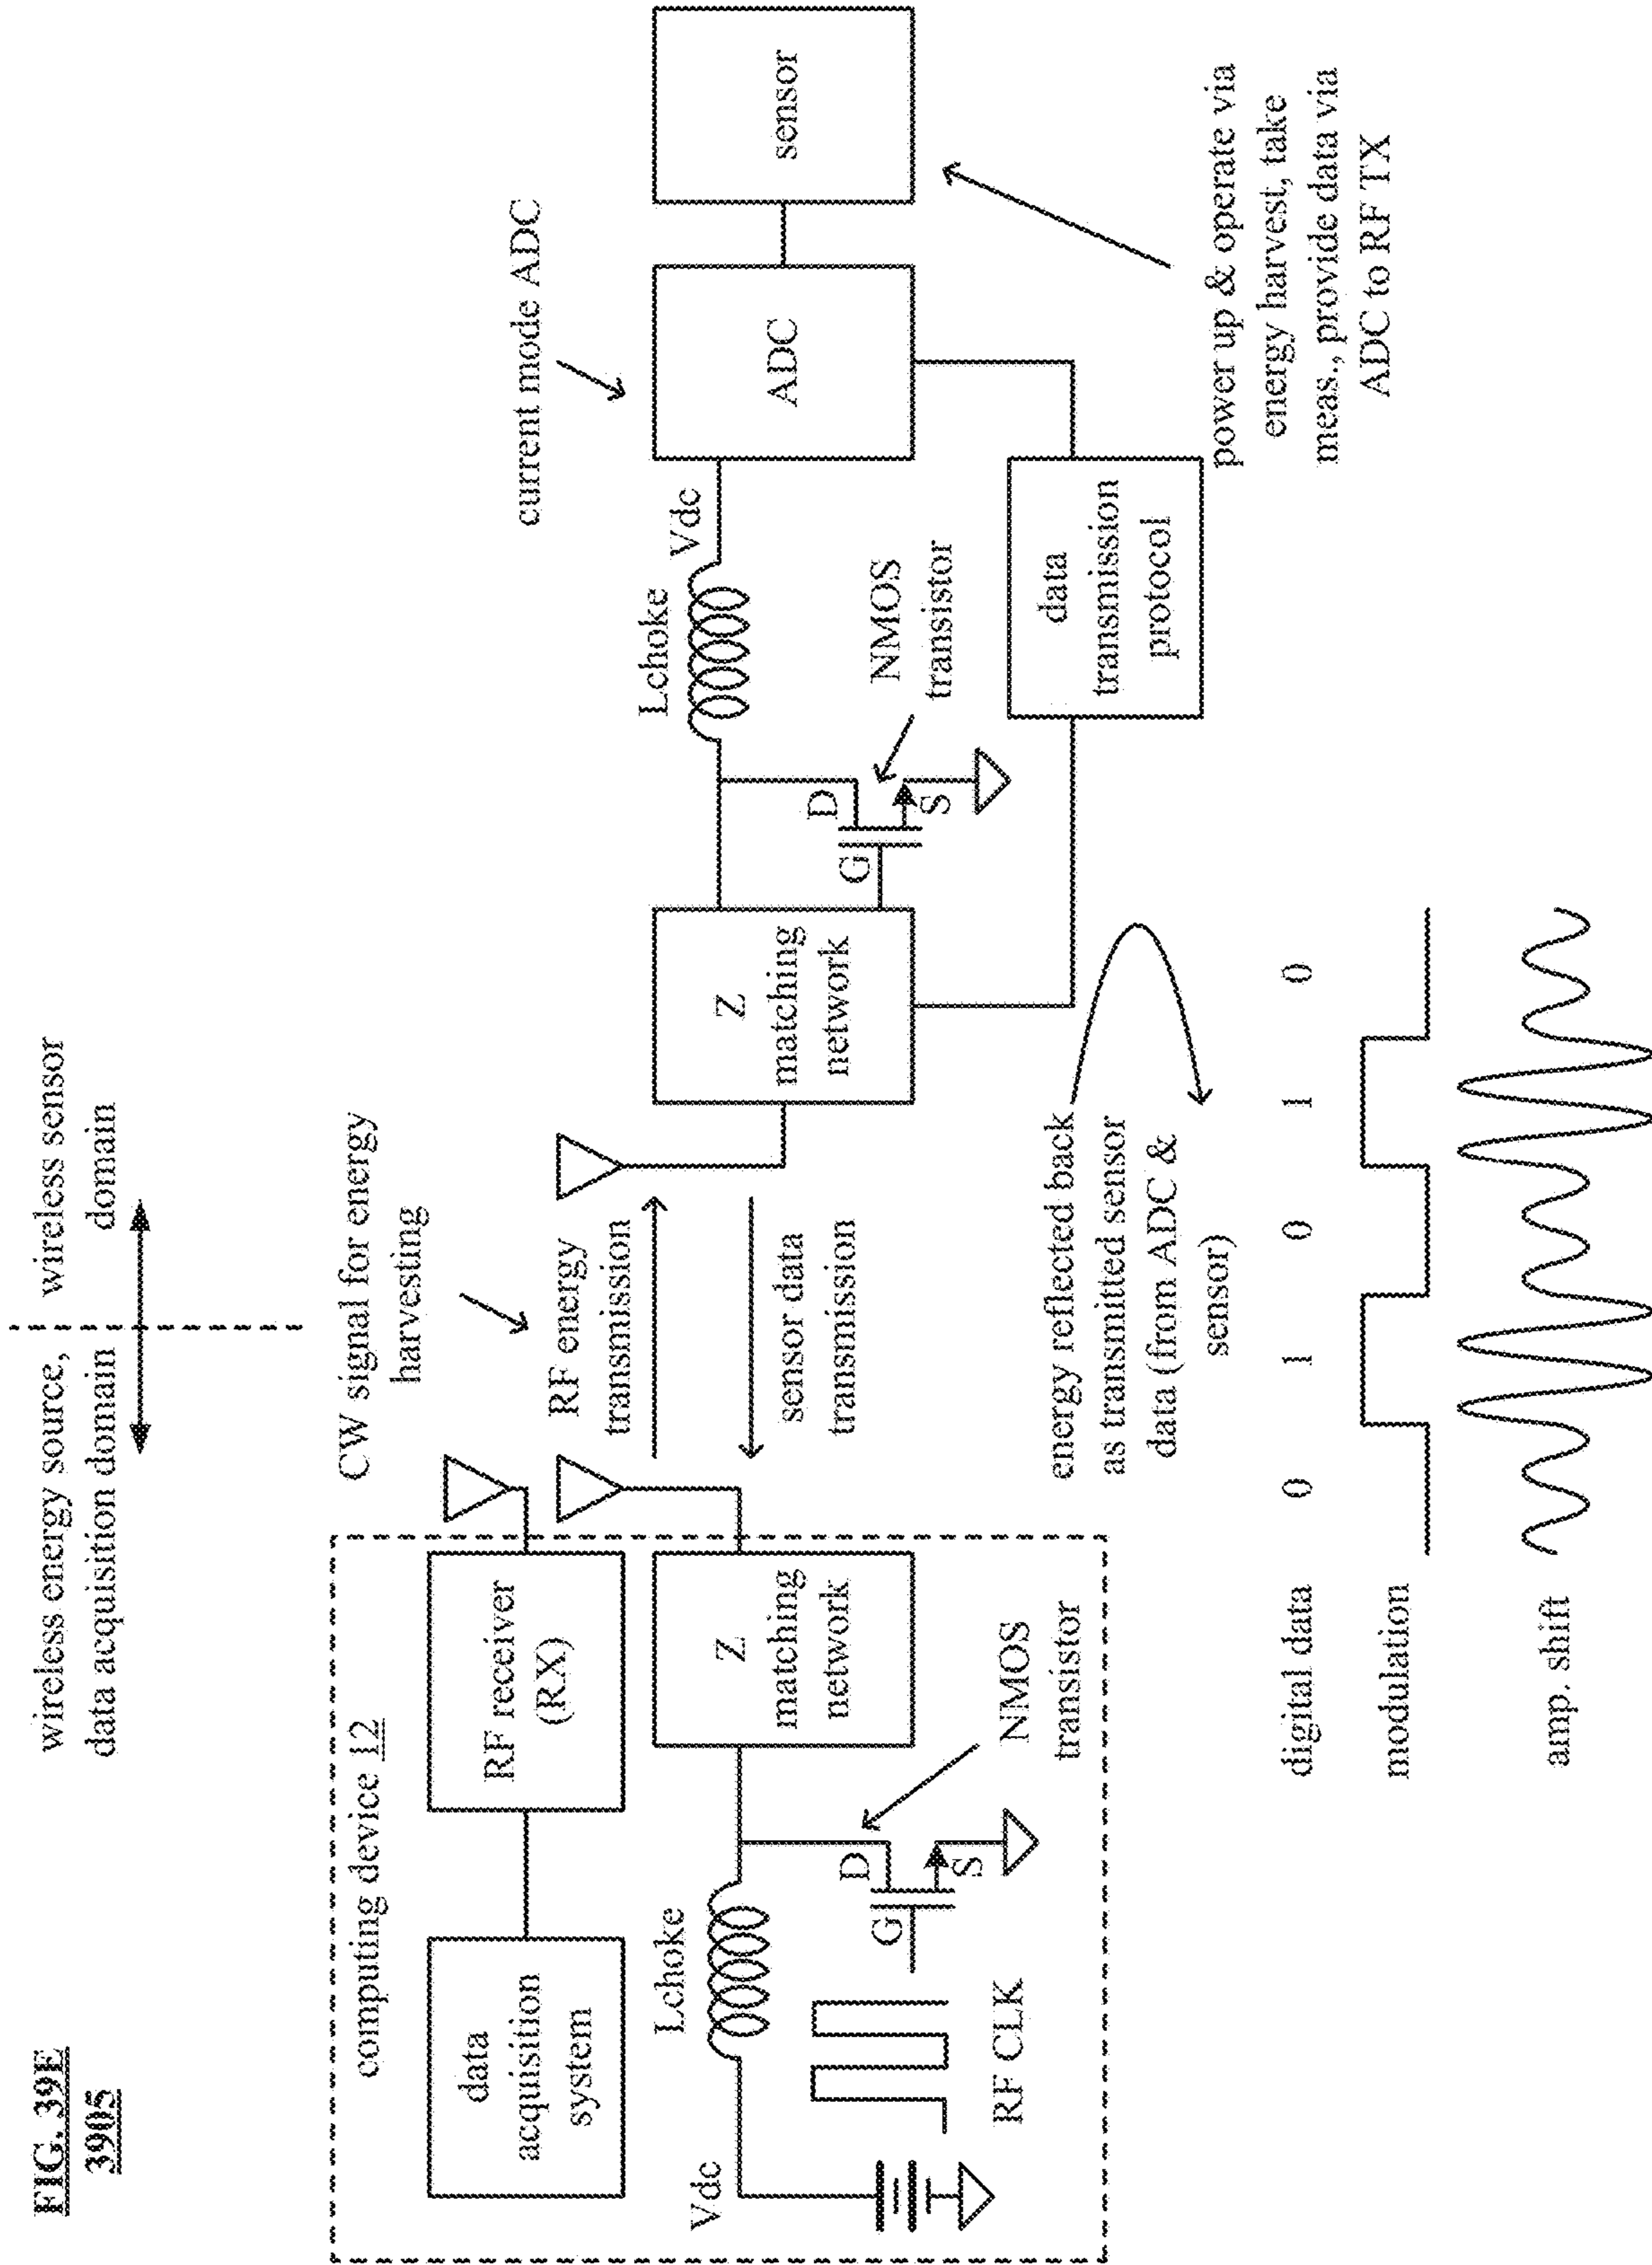 FIG. 39E
3905
wireless energy source,
data acquisition domain
wireless sensor
domain
computing device 12
data
acquisition
system
RF receiver
(RX)
CW signal for energy
harvesting
RF energy
transmission
sensor data
transmission
Vdc
Lchoke
Z
matching
network
D
G
S
RF CLK
NMOS
transistor
Z
matching
network
Lchoke
Vdc
D
G
S
NMOS
transistor
current mode ADC
ADC
sensor
data
transmission
protocol
power up & operate via
energy harvest, take
meas., provide data via
ADC to RF TX
energy reflected back
as transmitted sensor
data (from ADC &
sensor)
digital data 0 1 0 1 0
modulation
amp. shift